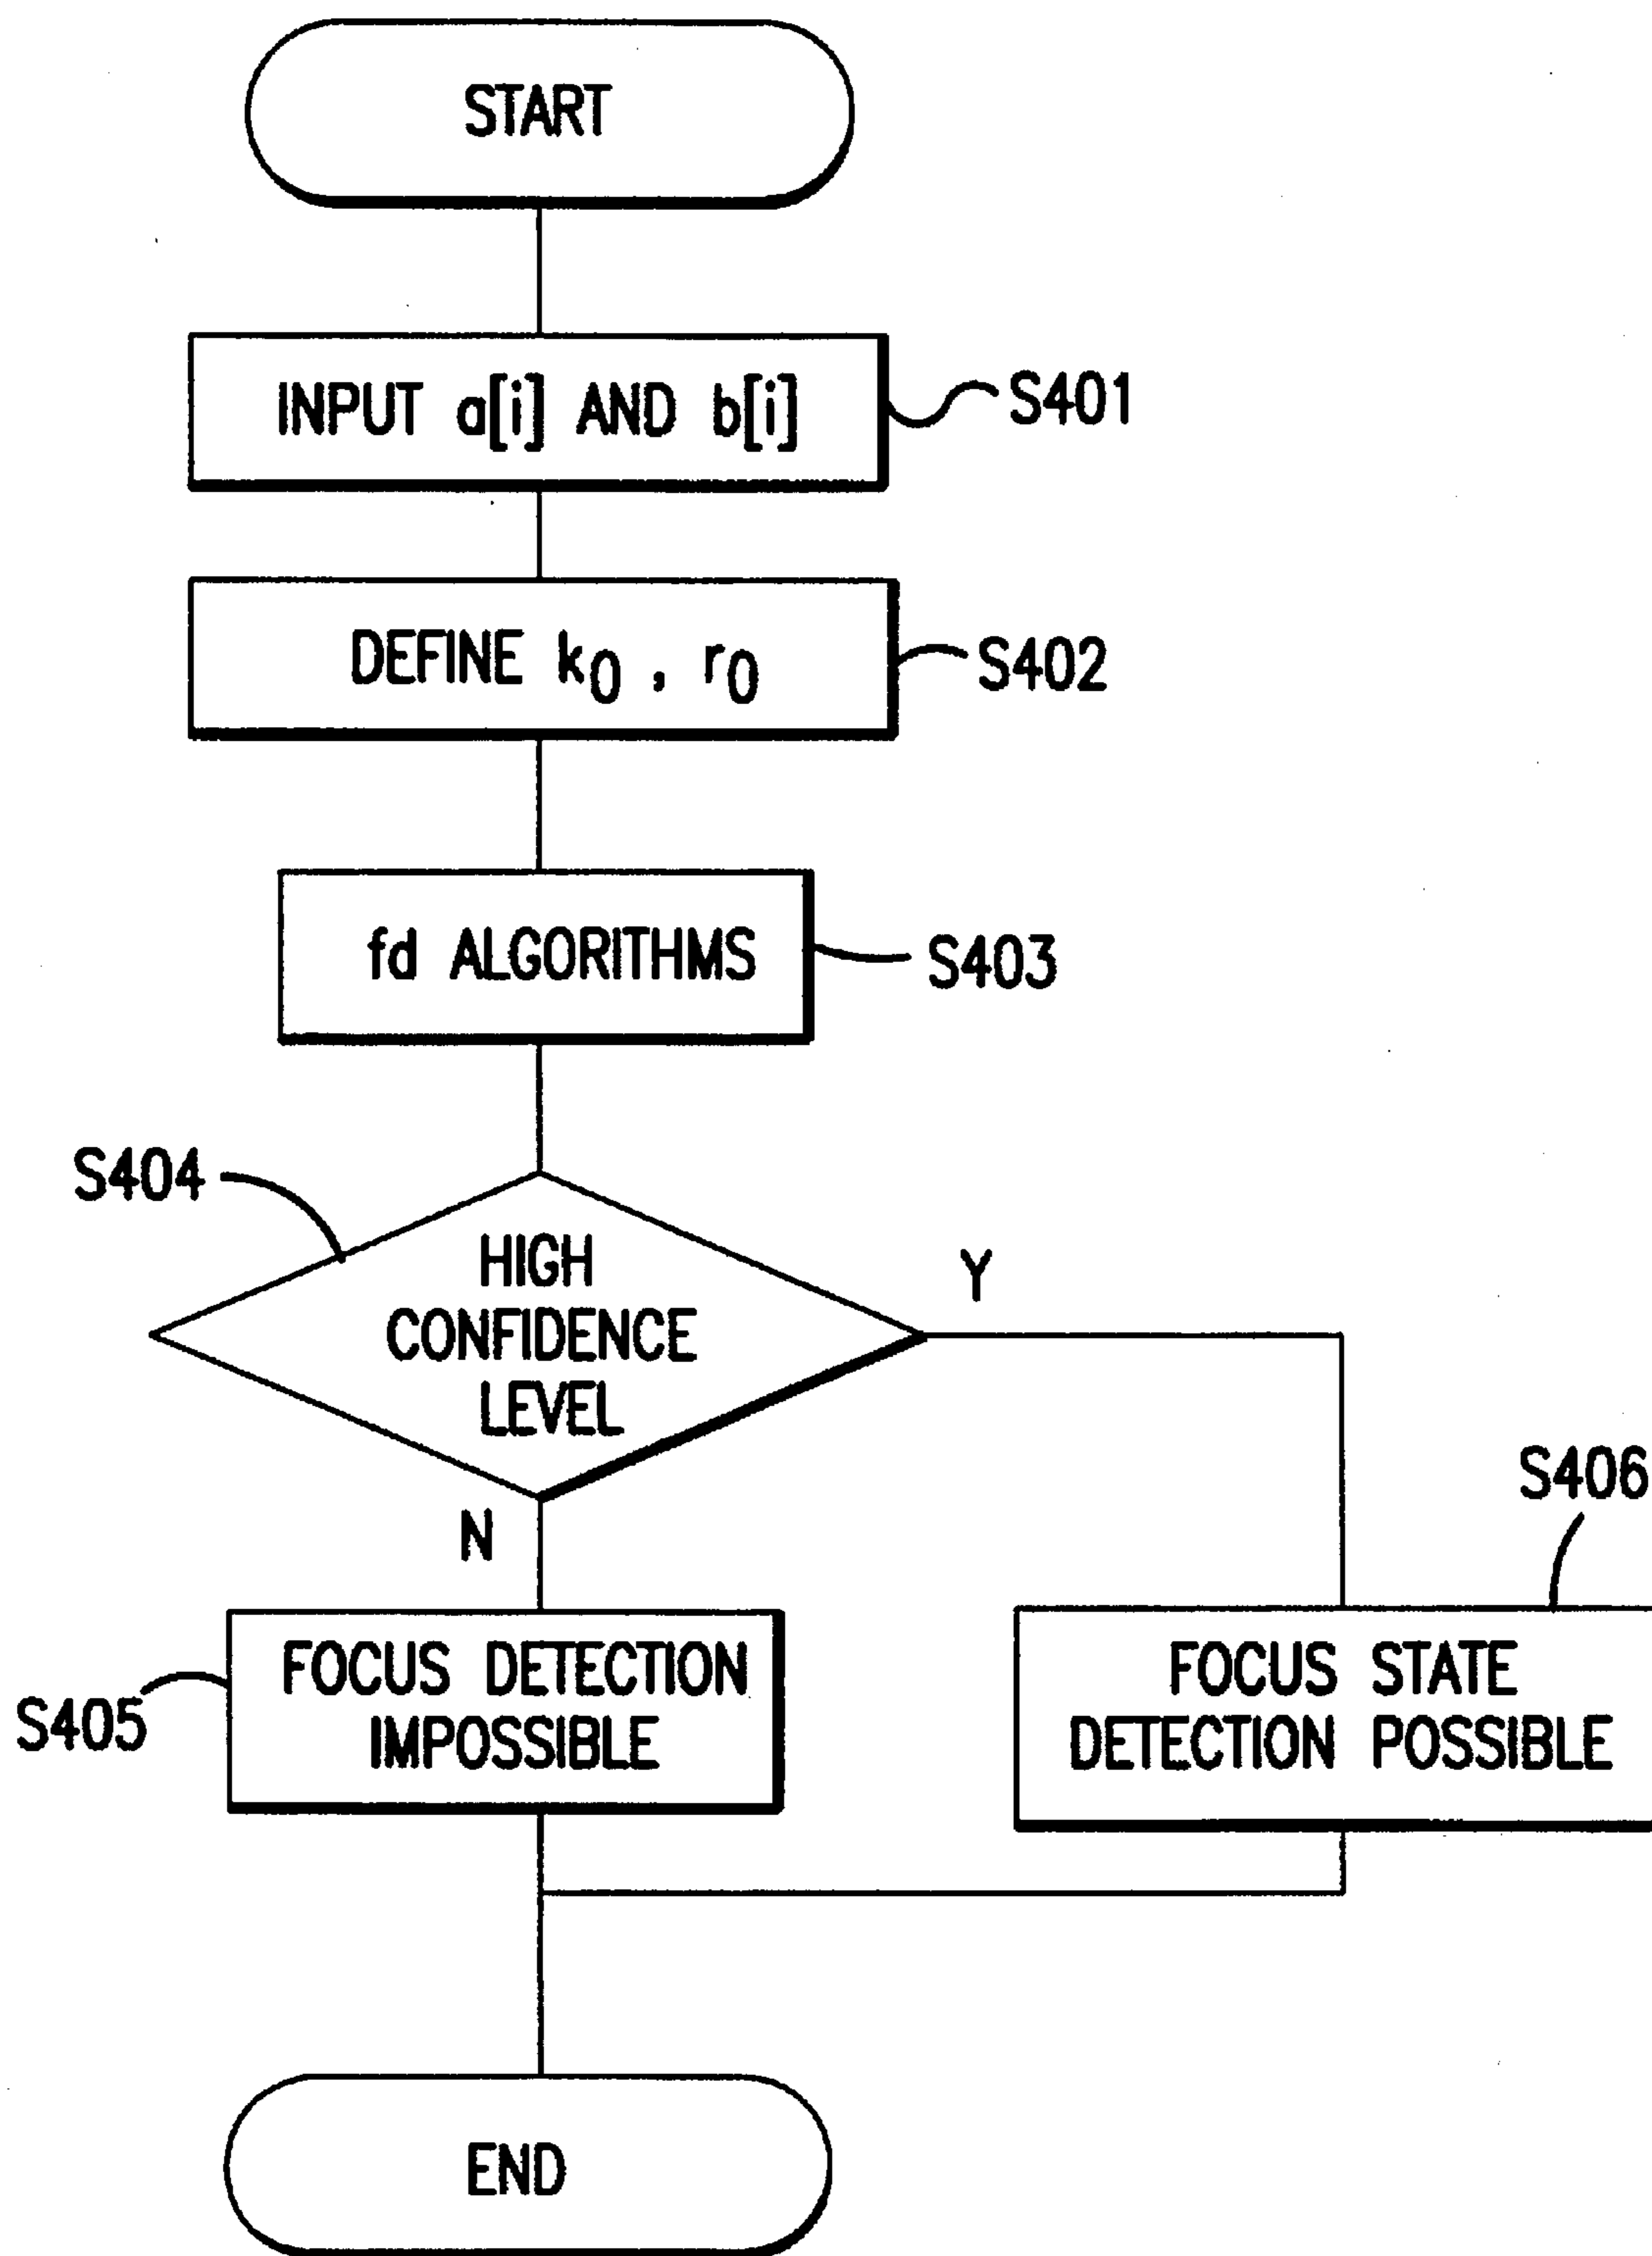 START
INPUT a[i] AND b[i]
S401
DEFINE k0 , r0
S402
fd ALGORITHMS
S403
S404
HIGH
CONFIDENCE
LEVEL
Y
N
S406
FOCUS DETECTION
IMPOSSIBLE
S405
FOCUS STATE
DETECTION POSSIBLE
END